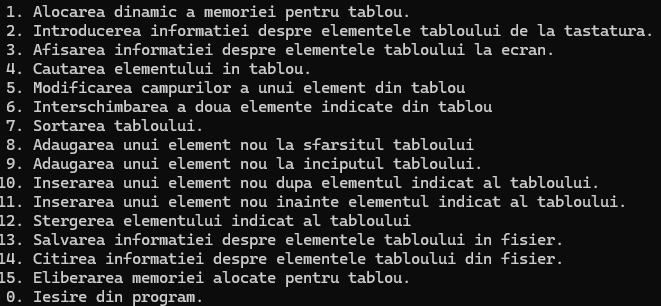 1. Alocarea dinamic a memoriei pentru tablou.
2. Introducerea informatiei despre elementele tabloului de la tastatura.
3. Afisarea informatiei despre elementele tabloului la ecran.
4. Cautarea elementului in tablou.
5. Modificarea campurilor a unui element din tablou
6. Interschimbarea a doua elemente indicate din tablou
7. Sortarea tabloului.
8. Adaugarea unui element nou la sfarsitul tabloului
9. Adaugarea unui element nou la inciputul tabloului.
10. Inserarea unui element nou dupa elementul indicat al tabloului.
11. Inserarea unui element nou inainte elementul indicat al tabloului.
12. Stergerea elementului indicat al tabloului
13. Salvarea informatiei despre elementele tabloului in fisier.
14. Citirea informatiei despre elementele tabloului din fisier.
15. Eliberarea memoriei alocate pentru tablou.
0. Iesire din program.